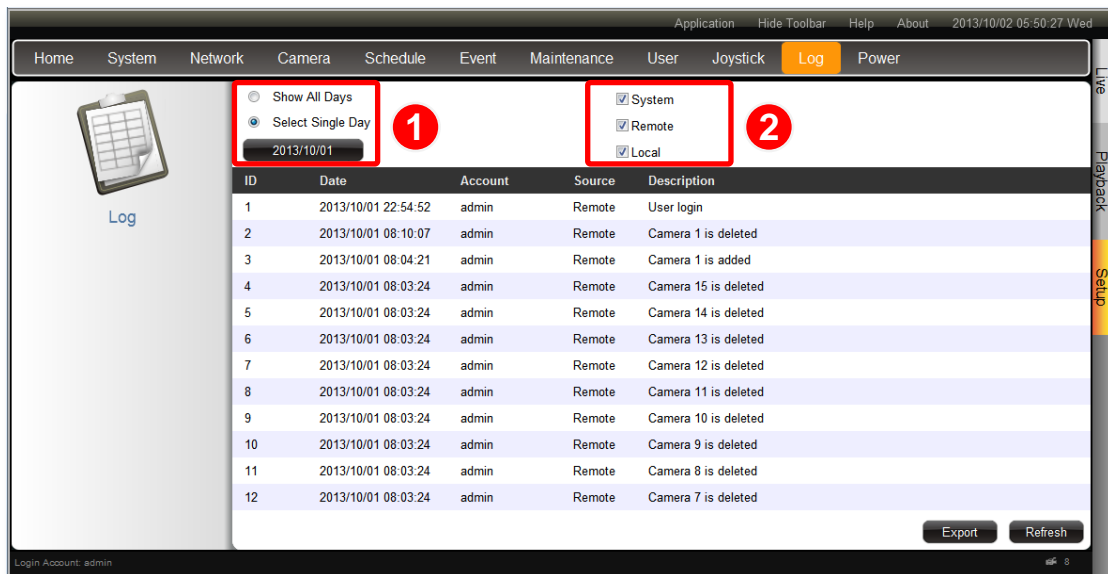 Application Hide Toolbar Help About 2013/10/02 05:50:27 Wed
Home System Network Camera Schedule Event Maintenance User Joystick Log Power
Show All Days
Select Single Day
2013/10/01
1
System
Remote
Local
2
Log
ID Date Account Source Description
1 2013/10/01 22:54:52 admin Remote User login
2 2013/10/01 08:10:07 admin Remote Camera 1 is deleted
3 2013/10/01 08:04:21 admin Remote Camera 1 is added
4 2013/10/01 08:03:24 admin Remote Camera 15 is deleted
5 2013/10/01 08:03:24 admin Remote Camera 14 is deleted
6 2013/10/01 08:03:24 admin Remote Camera 13 is deleted
7 2013/10/01 08:03:24 admin Remote Camera 12 is deleted
8 2013/10/01 08:03:24 admin Remote Camera 11 is deleted
9 2013/10/01 08:03:24 admin Remote Camera 10 is deleted
10 2013/10/01 08:03:24 admin Remote Camera 9 is deleted
11 2013/10/01 08:03:24 admin Remote Camera 8 is deleted
12 2013/10/01 08:03:24 admin Remote Camera 7 is deleted
Export Refresh
Live
Playback
Setup
Login Account: admin 8